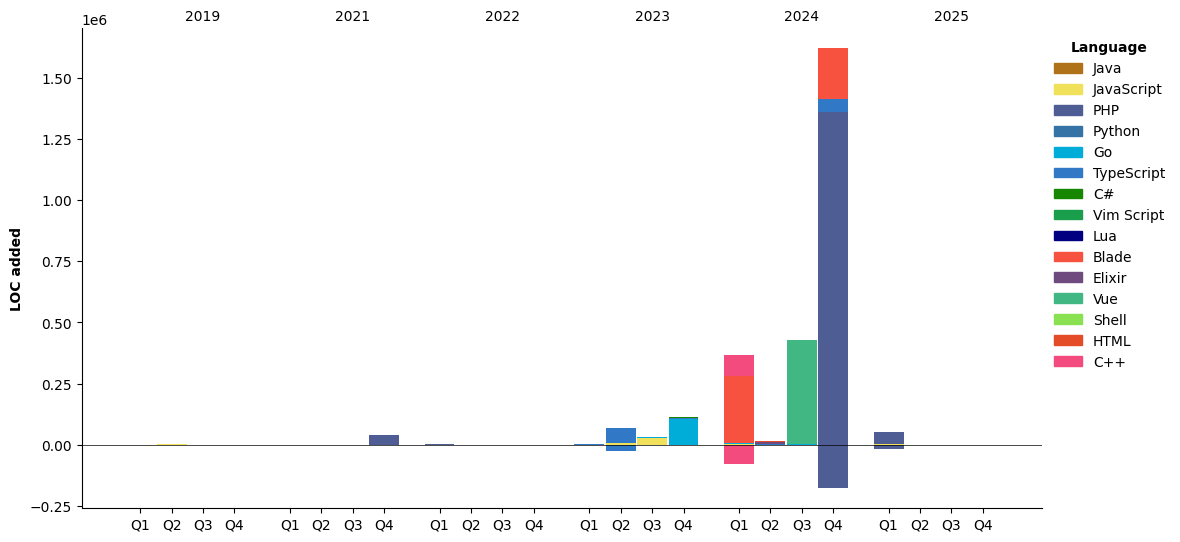 2019 2021 2022 2023 2024 2025
1e6
LOC added
1.50
1.25
1.00
0.75
0.50
0.25
0.00
−0.25
Q1 Q2 Q3 Q4 Q1 Q2 Q3 Q4 Q1 Q2 Q3 Q4 Q1 Q2 Q3 Q4 Q1 Q2 Q3 Q4 Q1 Q2 Q3 Q4
Language
Java
JavaScript
PHP
Python
Go
TypeScript
C#
Vim Script
Lua
Blade
Elixir
Vue
Shell
HTML
C++